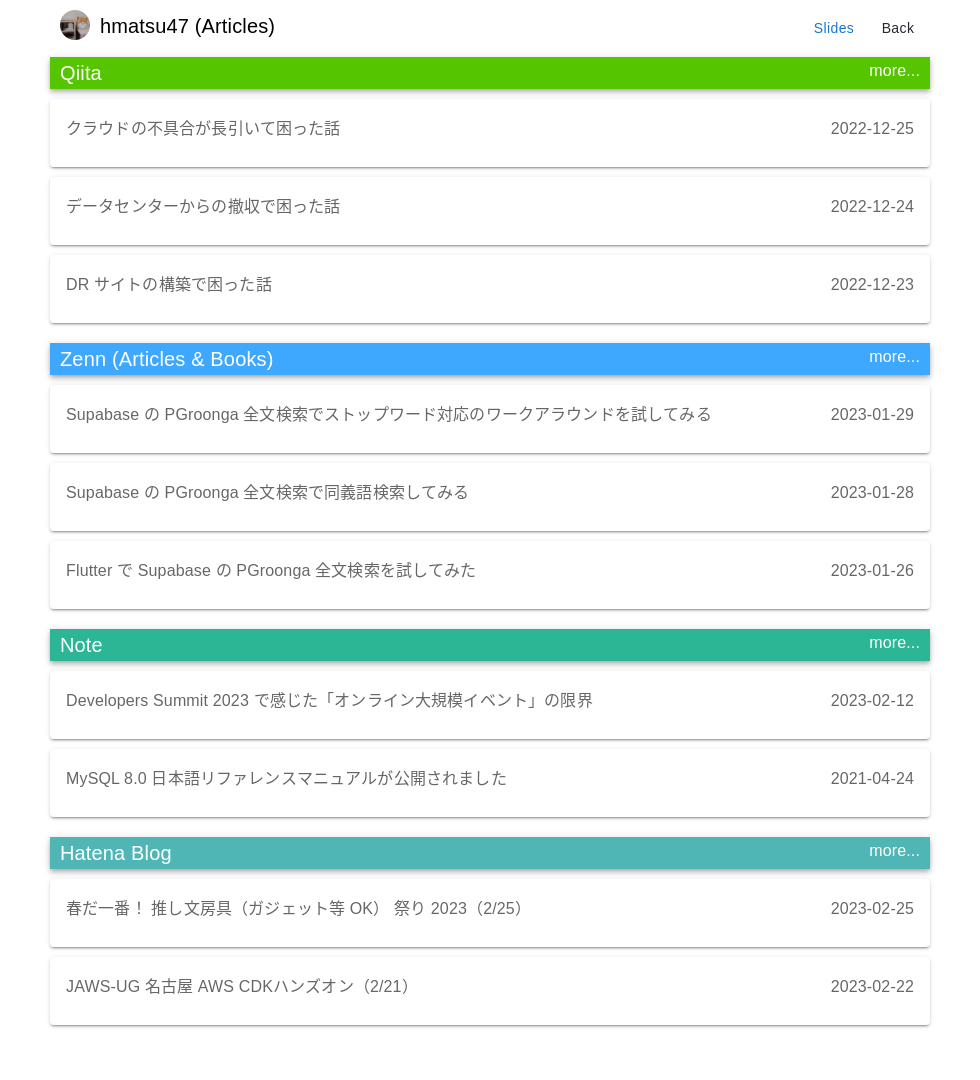 hmatsu47 (Articles)
Slides
Back
Qiita
more...
クラウドの不具合が長引いて困った話
2022-12-25
データセンターからの撤収で困った話
2022-12-24
DR サイトの構築で困った話
2022-12-23
Zenn (Articles & Books)
more...
Supabase の PGroonga 全文検索でストップワード対応のワークアラウンドを試してみる
2023-01-29
Supabase の PGroonga 全文検索で同義語検索してみる
2023-01-28
Flutter で Supabase の PGroonga 全文検索を試してみた
2023-01-26
Note
more...
Developers Summit 2023 で感じた「オンライン大規模イベント」の限界
2023-02-12
MySQL 8.0 日本語リファレンスマニュアルが公開されました
2021-04-24
Hatena Blog
more...
春だ一番！ 推し文房具（ガジェット等 OK） 祭り 2023（2/25）
2023-02-25
JAWS-UG 名古屋 AWS CDKハンズオン（2/21）
2023-02-22